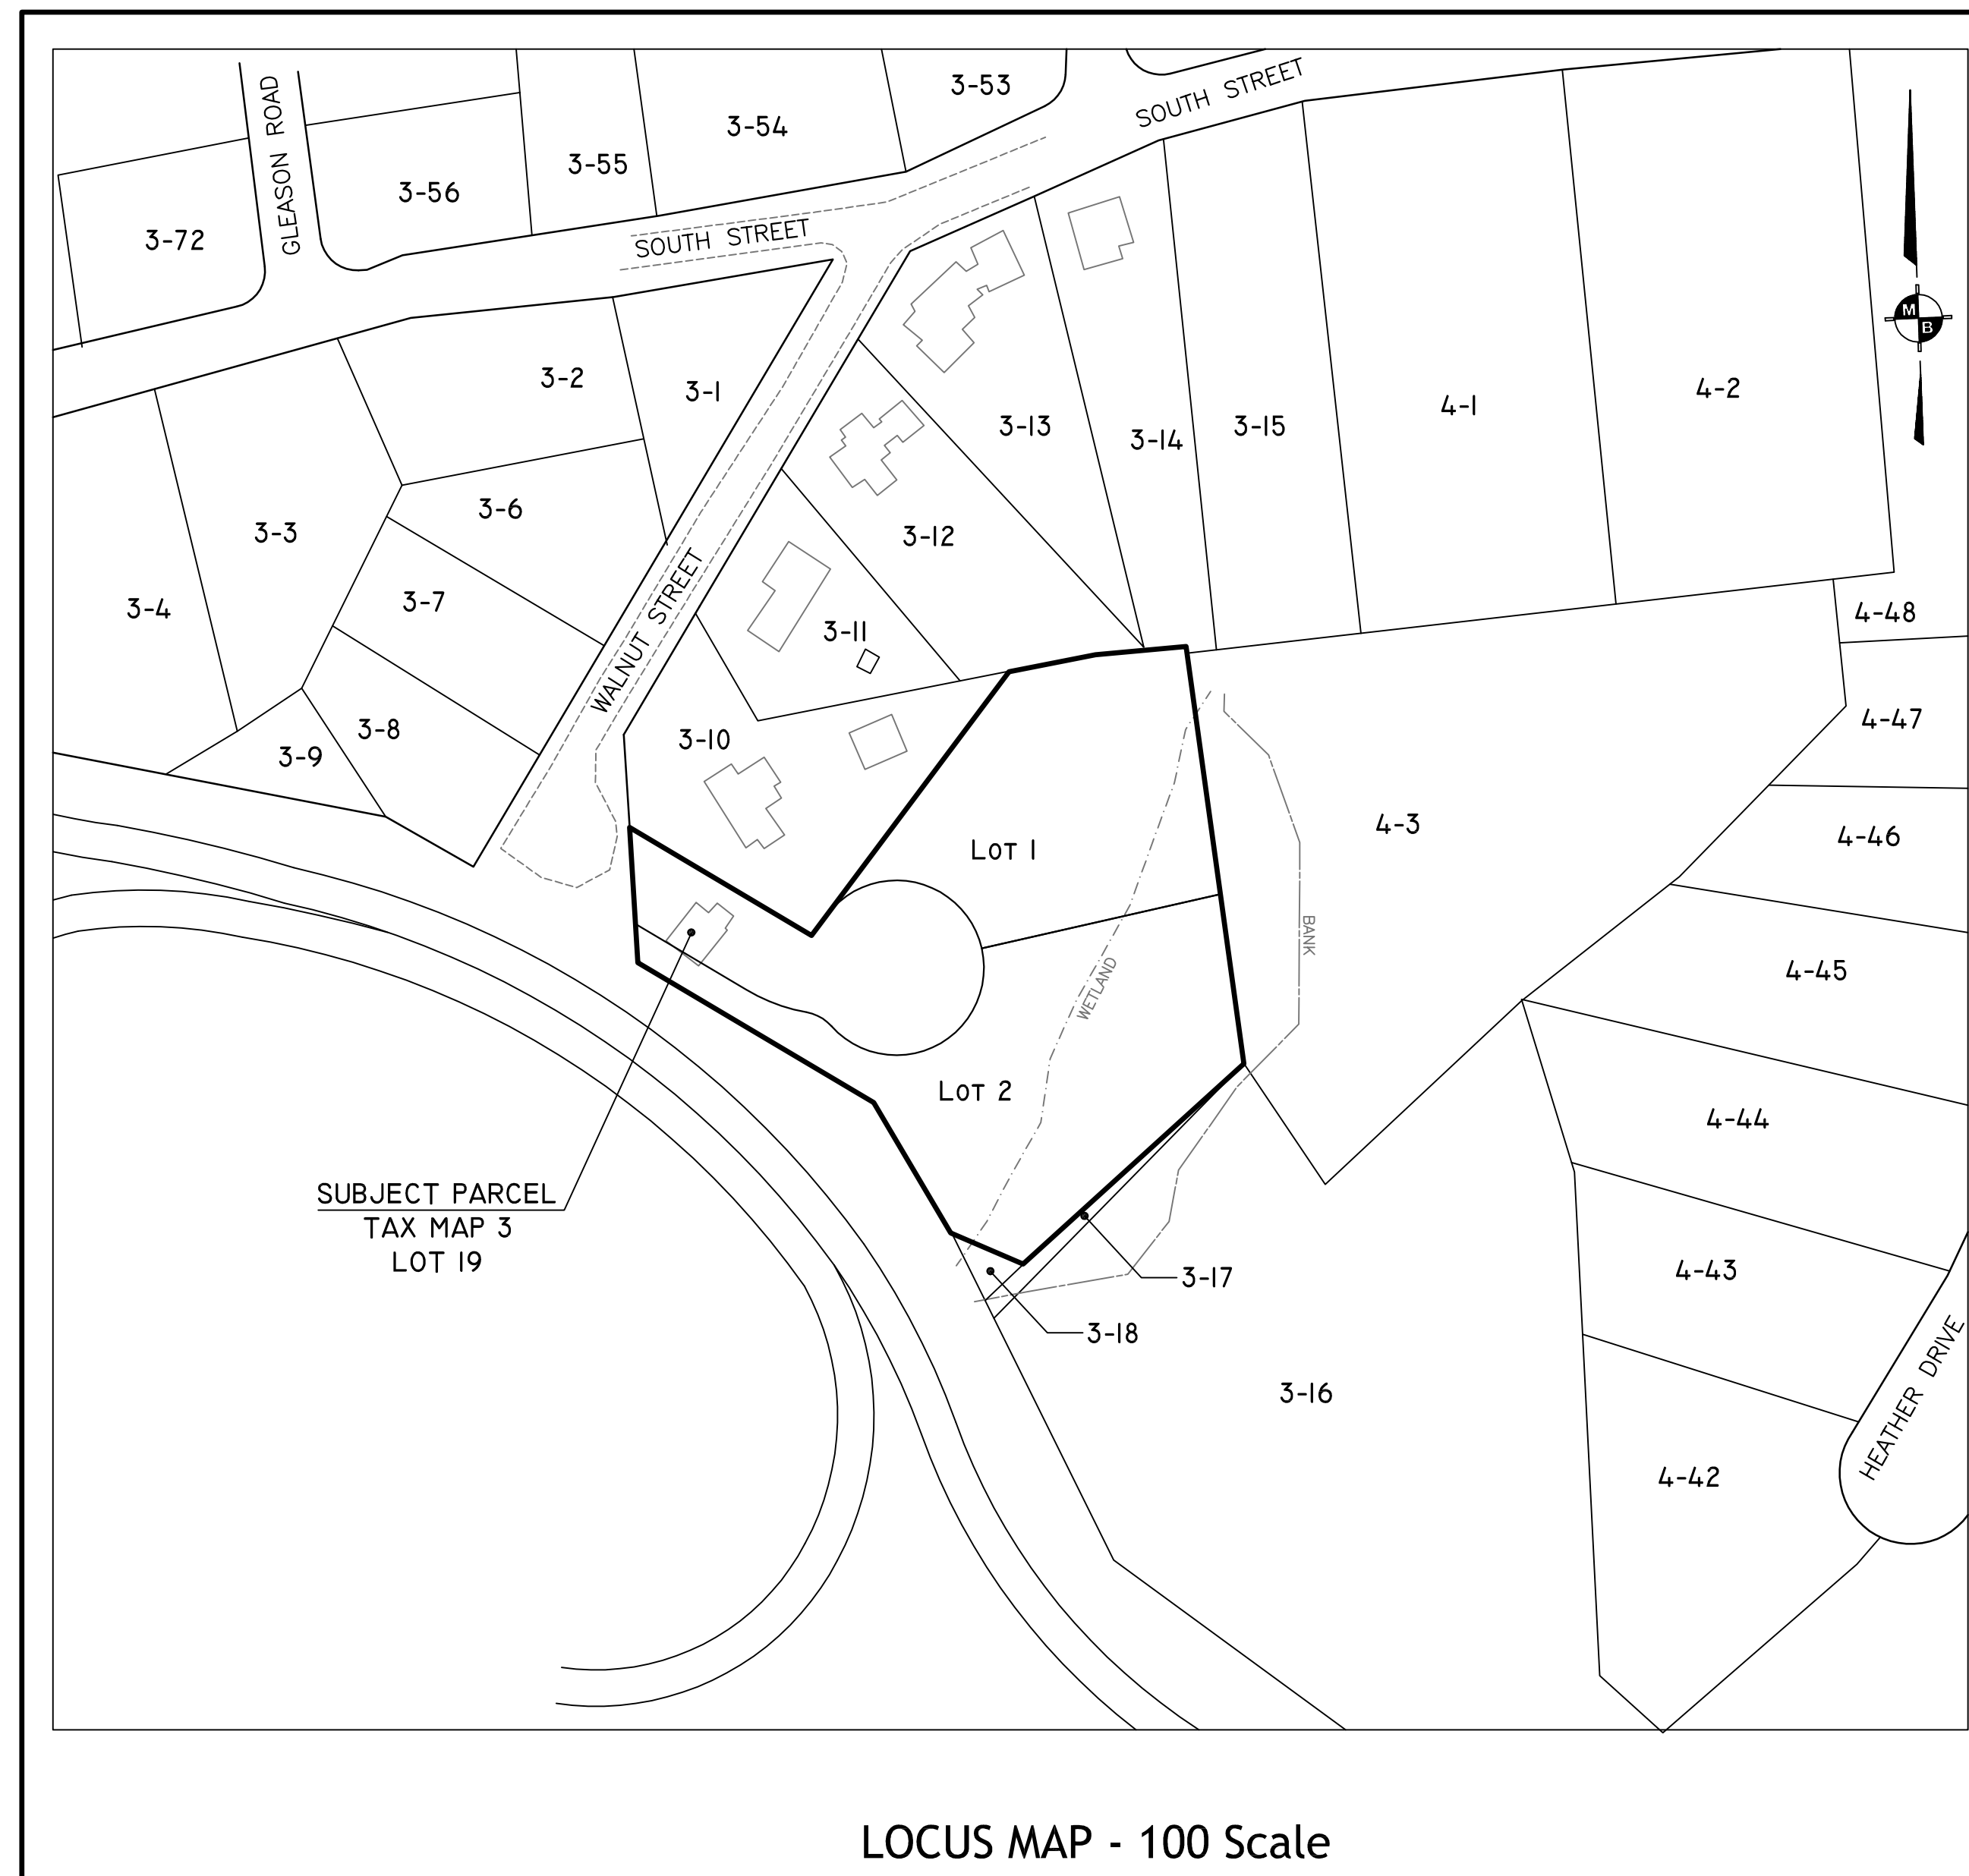 3-53
SOUTH STREET
3-54
GLEASON ROAD
3-55
3-56
3-72
SOUTH STREET
M
B
3-2
3-1
4-2
4-1
3-13
3-15
3-14
3-6
3-3
3-12
3-7
3-4
4-48
WALNUT STREET
3-11
4-47
3-8
3-10
3-9
4-3
4-46
LOT 1
BANK
4-45
WETLAND
LOT 2
4-44
SUBJECT PARCEL
TAX MAP 3
LOT 19
4-43
3-17
3-18
HEATHER DRIVE
3-16
4-42
LOCUS MAP - 100 Scale